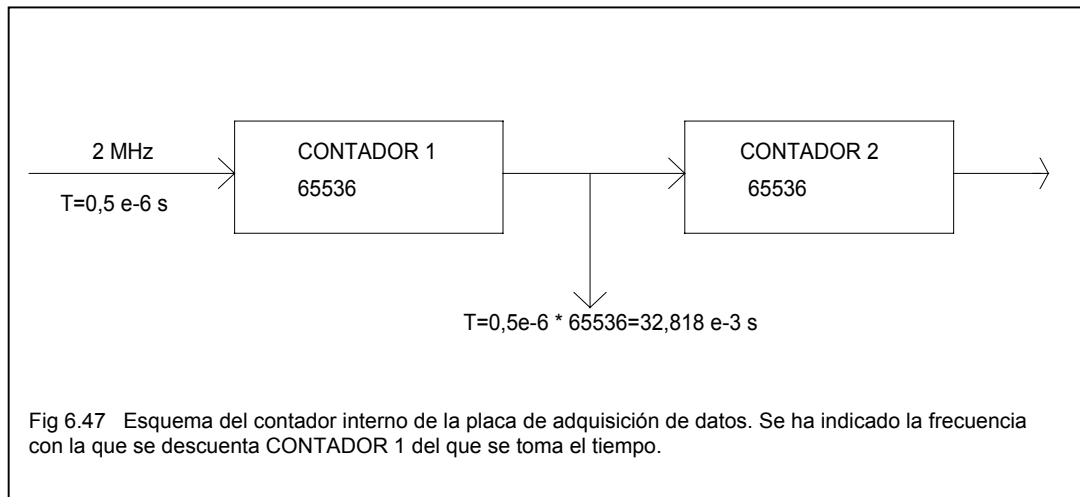 2 MHz
T=0,5 e-6 s
CONTADOR 1
65536
CONTADOR 2
65536
T=0,5e-6 * 65536=32,818 e-3 s
Fig 6.47 Esquema del contador interno de la placa de adquisición de datos. Se ha indicado la frecuencia
con la que se descuenta CONTADOR 1 del que se toma el tiempo.